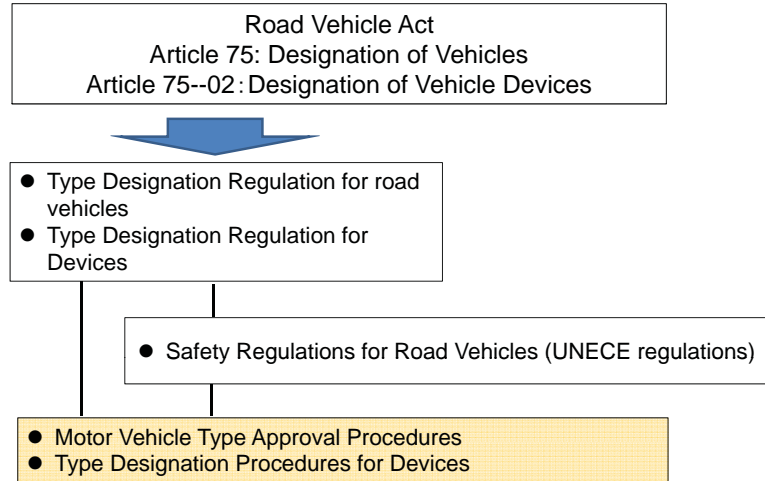 Road Vehicle Act
Article 75: Designation of Vehicles
Article 75--02：Designation of Vehicle Devices
● Type Designation Regulation for road
vehicles
● Type Designation Regulation for
Devices
● Safety Regulations for Road Vehicles (UNECE regulations)
● Motor Vehicle Type Approval Procedures
● Type Designation Procedures for Devices